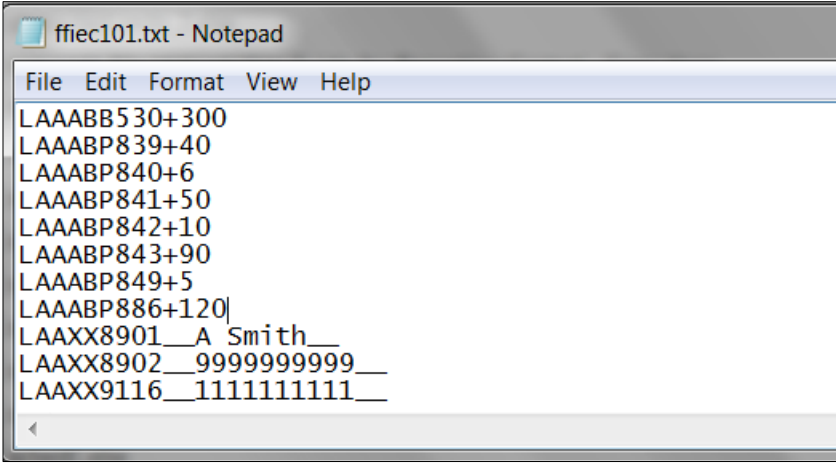 ffiec101.txt - Notepad
File Edit Format View Help
LAAABB530+300
LAAABP839+40
LAAABP840+6
LAAABP841+50
LAAABP842+10
LAAABP843+90
LAAABP849+5
LAAABP886+120
LAAXX8901__A Smith__
LAAXX8902__9999999999__
LAAXX9116__1111111111__